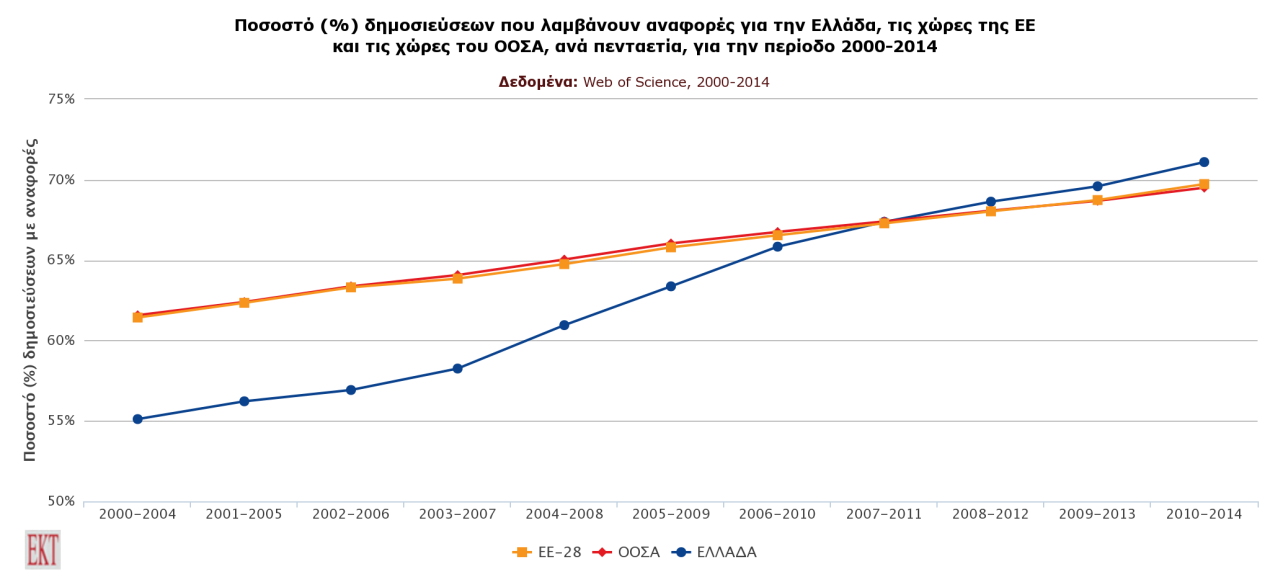 Ποσοστό (%) δημοσιεύσεων που λαμβάνουν αναφορές για την Ελλάδα, τις χώρες της ΕΕ
και τις χώρες του ΟΟΣΑ, ανά πενταετία, για την περίοδο 2000-2014
Δεδομένα: Web of Science, 2000-2014
Ποσοστό (%) δημοσιεύσεων με αναφορές
75%
70%
65%
60%
55%
50%
2000-2004 2001-2005 2002-2006 2003-2007 2004-2008 2005-2009 2006-2010 2007-2011 2008-2012 2009-2013 2010-2014
ΕΕ-28 ΟΟΣΑ ΕΛΛΑΔΑ
ΕΚΤ